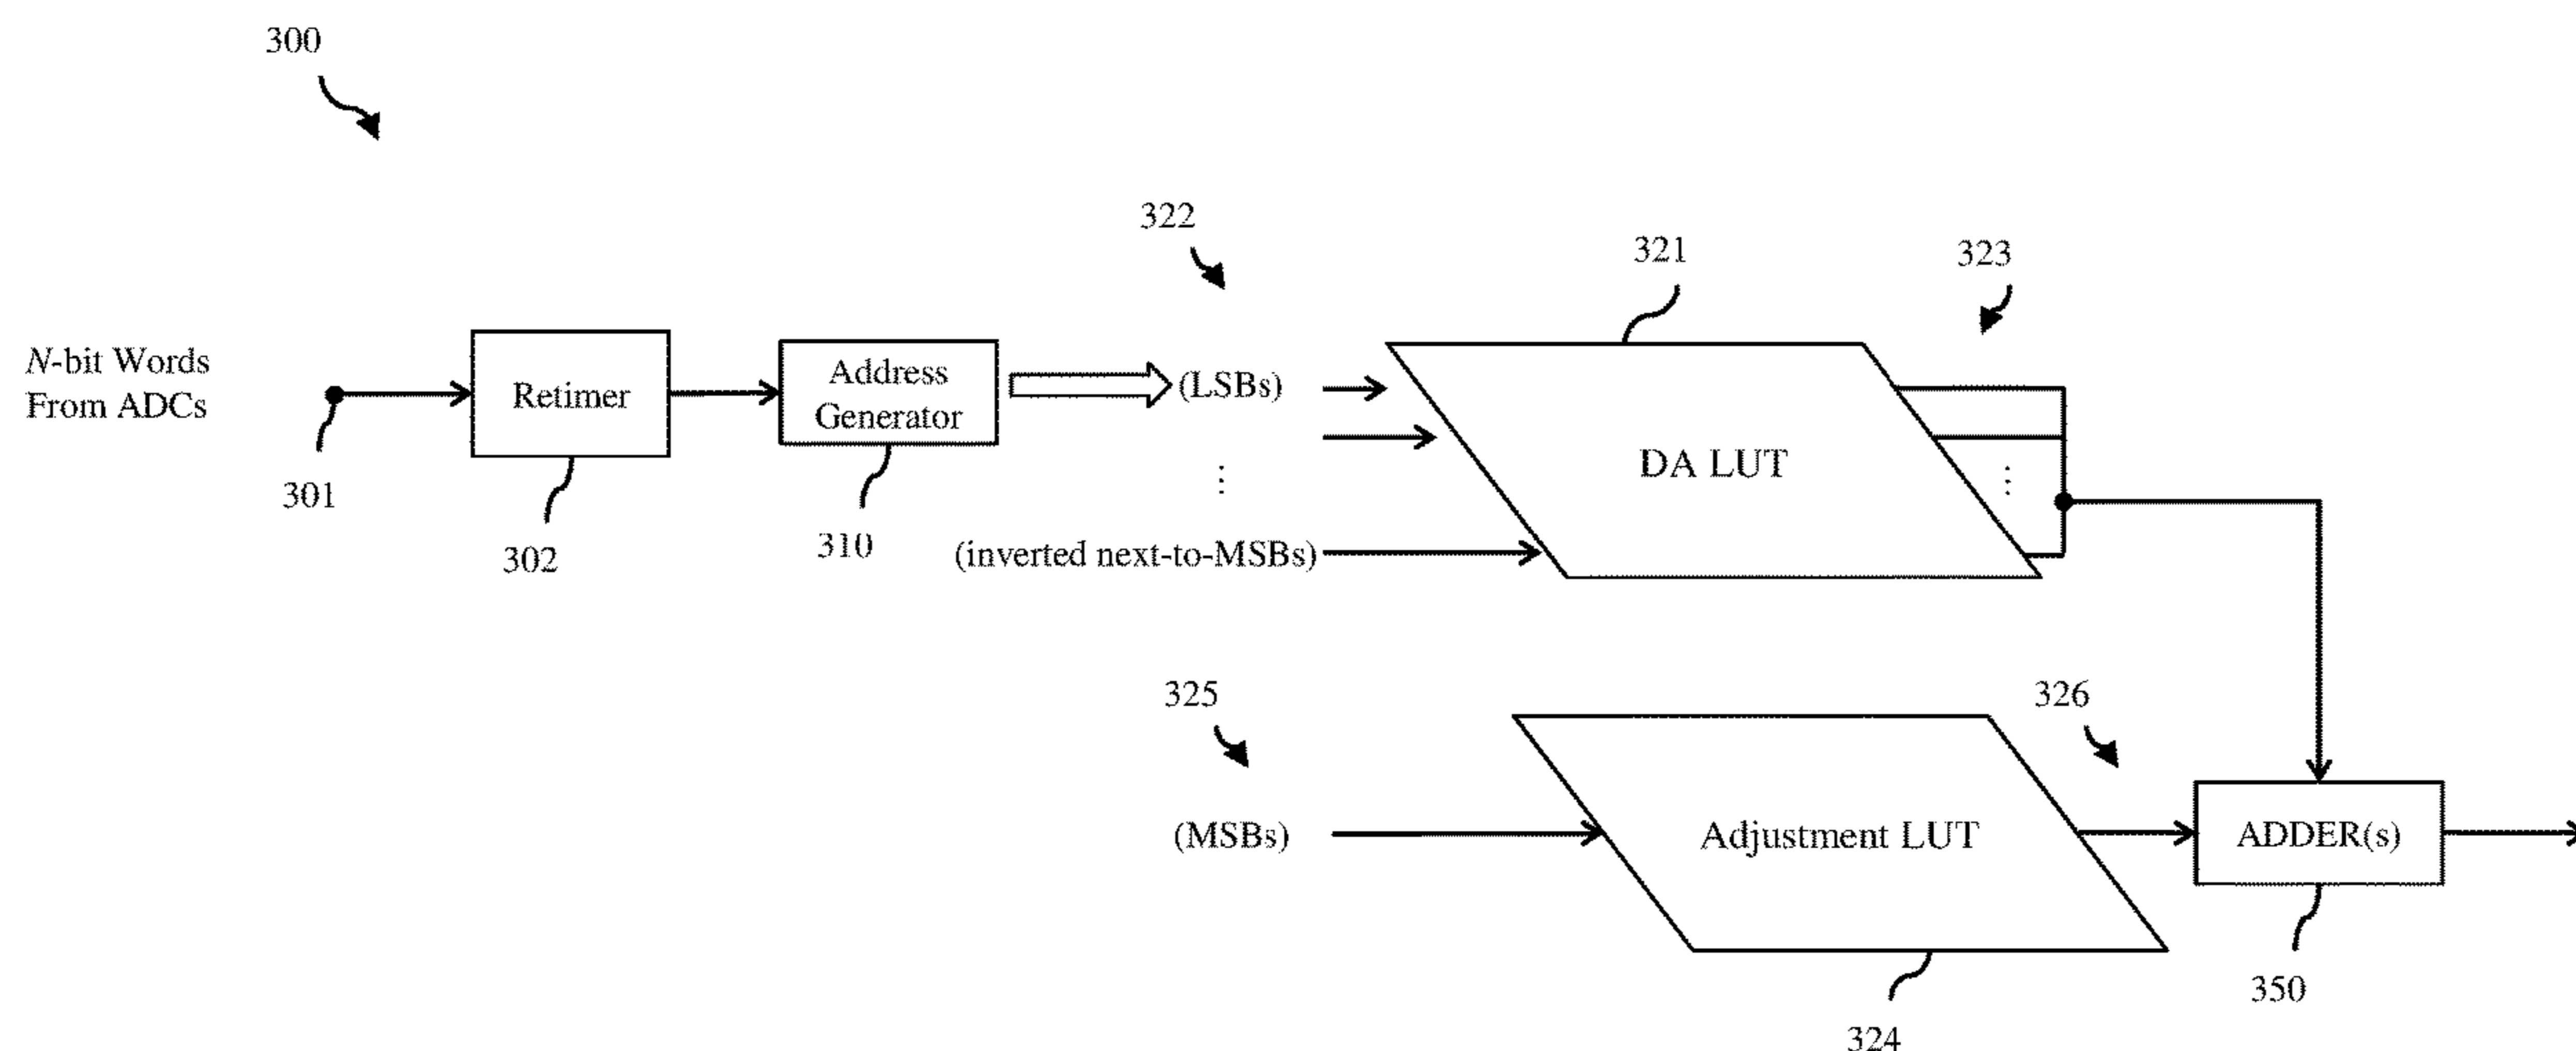 300
322
321
323
N-bit Words
From ADCs
Retimer
Address
Generator
(LSBs)
DA LUT
301
302
310
(inverted next-to-MSBs)
325
326
(MSBs)
Adjustment LUT
ADDER(s)
350
324